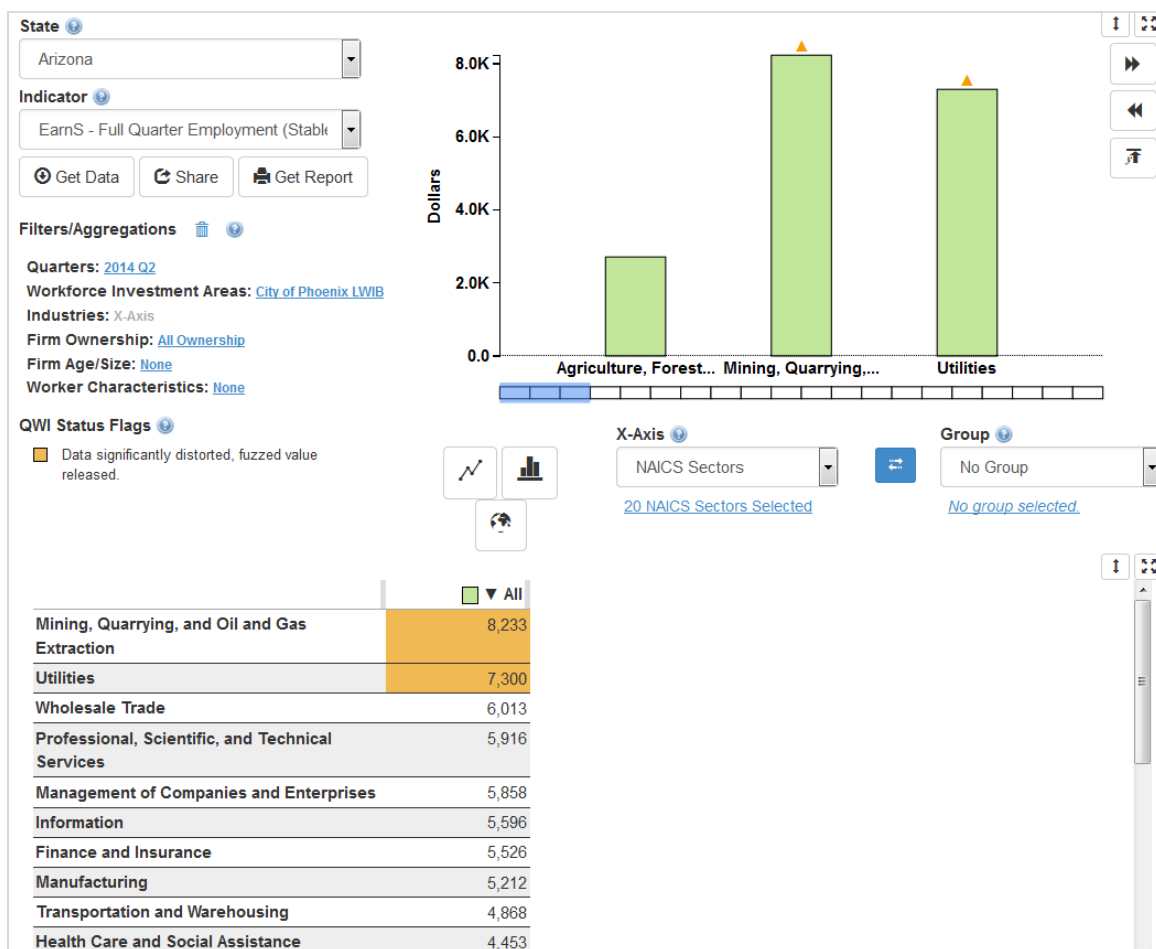 State
Arizona
Indicator
EarnS - Full Quarter Employment (Stable
Get Data
Share
Get Report
Filters/Aggregations
Quarters: 2014 Q2
Workforce Investment Areas: City of Phoenix LWIB
Industries: X-Axis
Firm Ownership: All Ownership
Firm Age/Size: None
Worker Characteristics: None
QWI Status Flags
Data significantly distorted, fuzzed value
released.
Dollars
8.0K
6.0K
4.0K
2.0K
0.0
Agriculture, Forest... Mining, Quarrying,... Utilities
X-Axis
NAICS Sectors
20 NAICS Sectors Selected
Group
No Group
No group selected.
▼ All
Mining, Quarrying, and Oil and Gas
Extraction
8,233
Utilities 7,300
Wholesale Trade 6,013
Professional, Scientific, and Technical
Services
5,916
Management of Companies and Enterprises 5,858
Information 5,596
Finance and Insurance 5,526
Manufacturing 5,212
Transportation and Warehousing 4,868
Health Care and Social Assistance 4,453